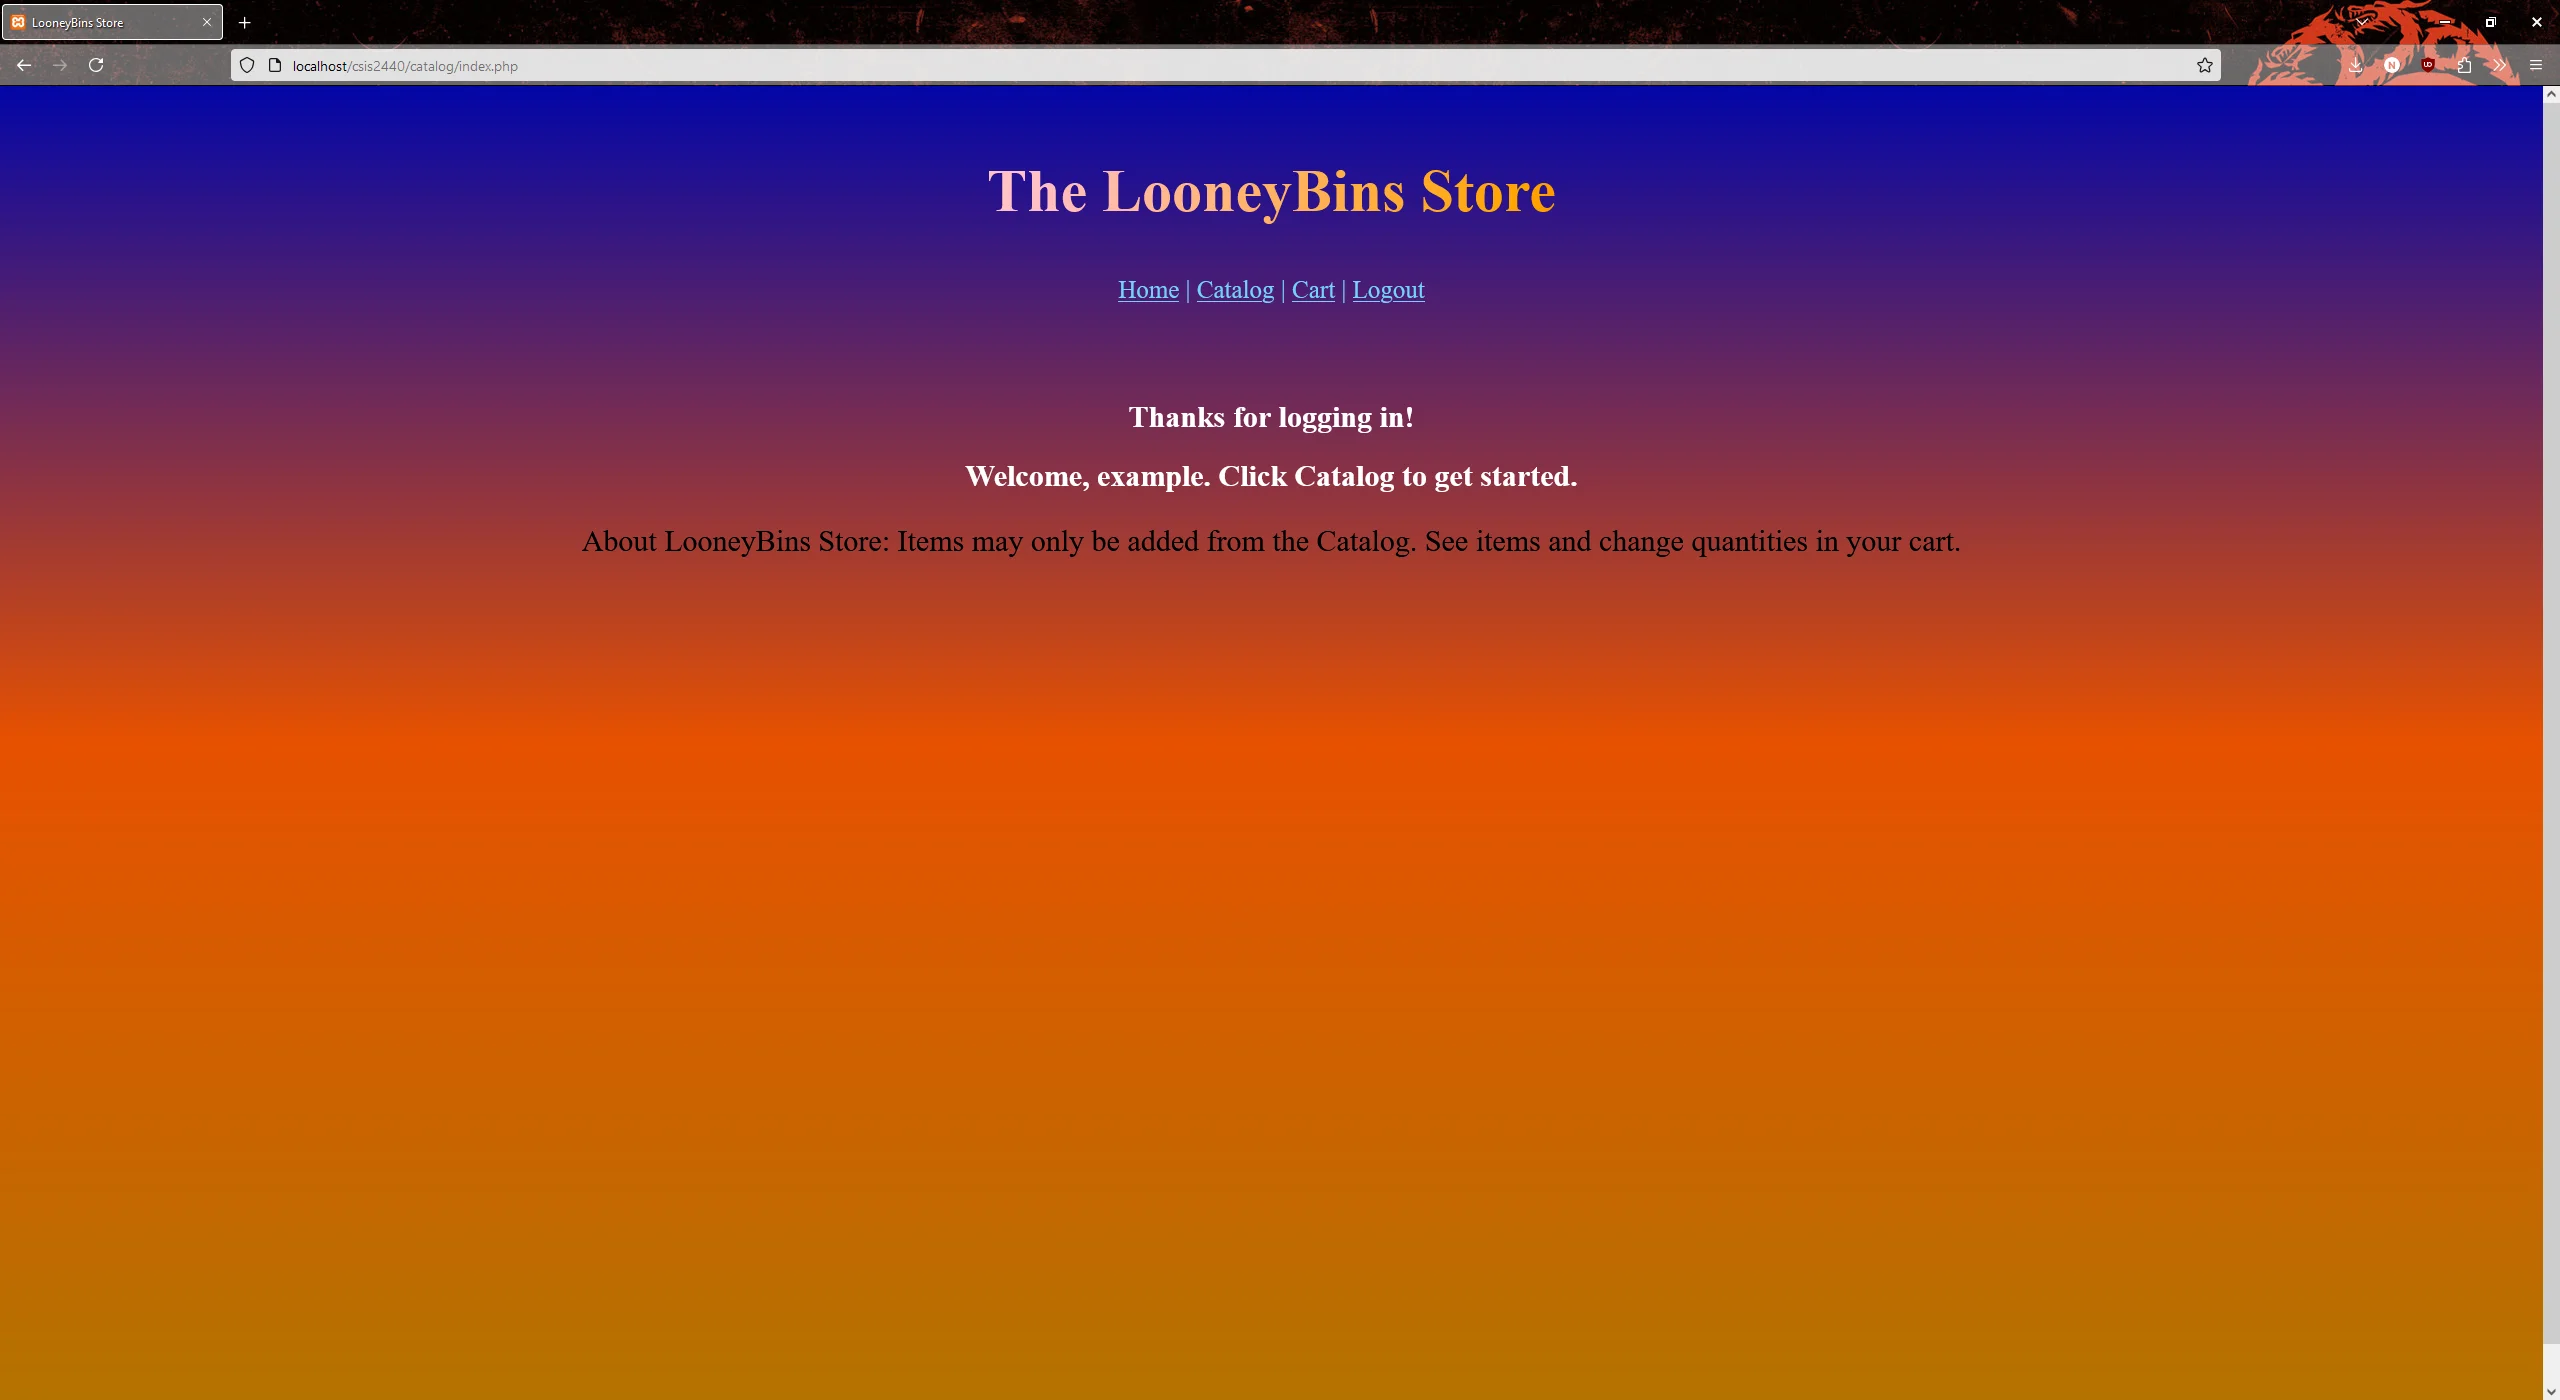 LooneyBins Store
localhost/csis2440/catalog/index.php
The LooneyBins Store
Home | Catalog | Cart | Logout
Thanks for logging in!
Welcome, example. Click Catalog to get started.
About LooneyBins Store: Items may only be added from the Catalog. See items and change quantities in your cart.